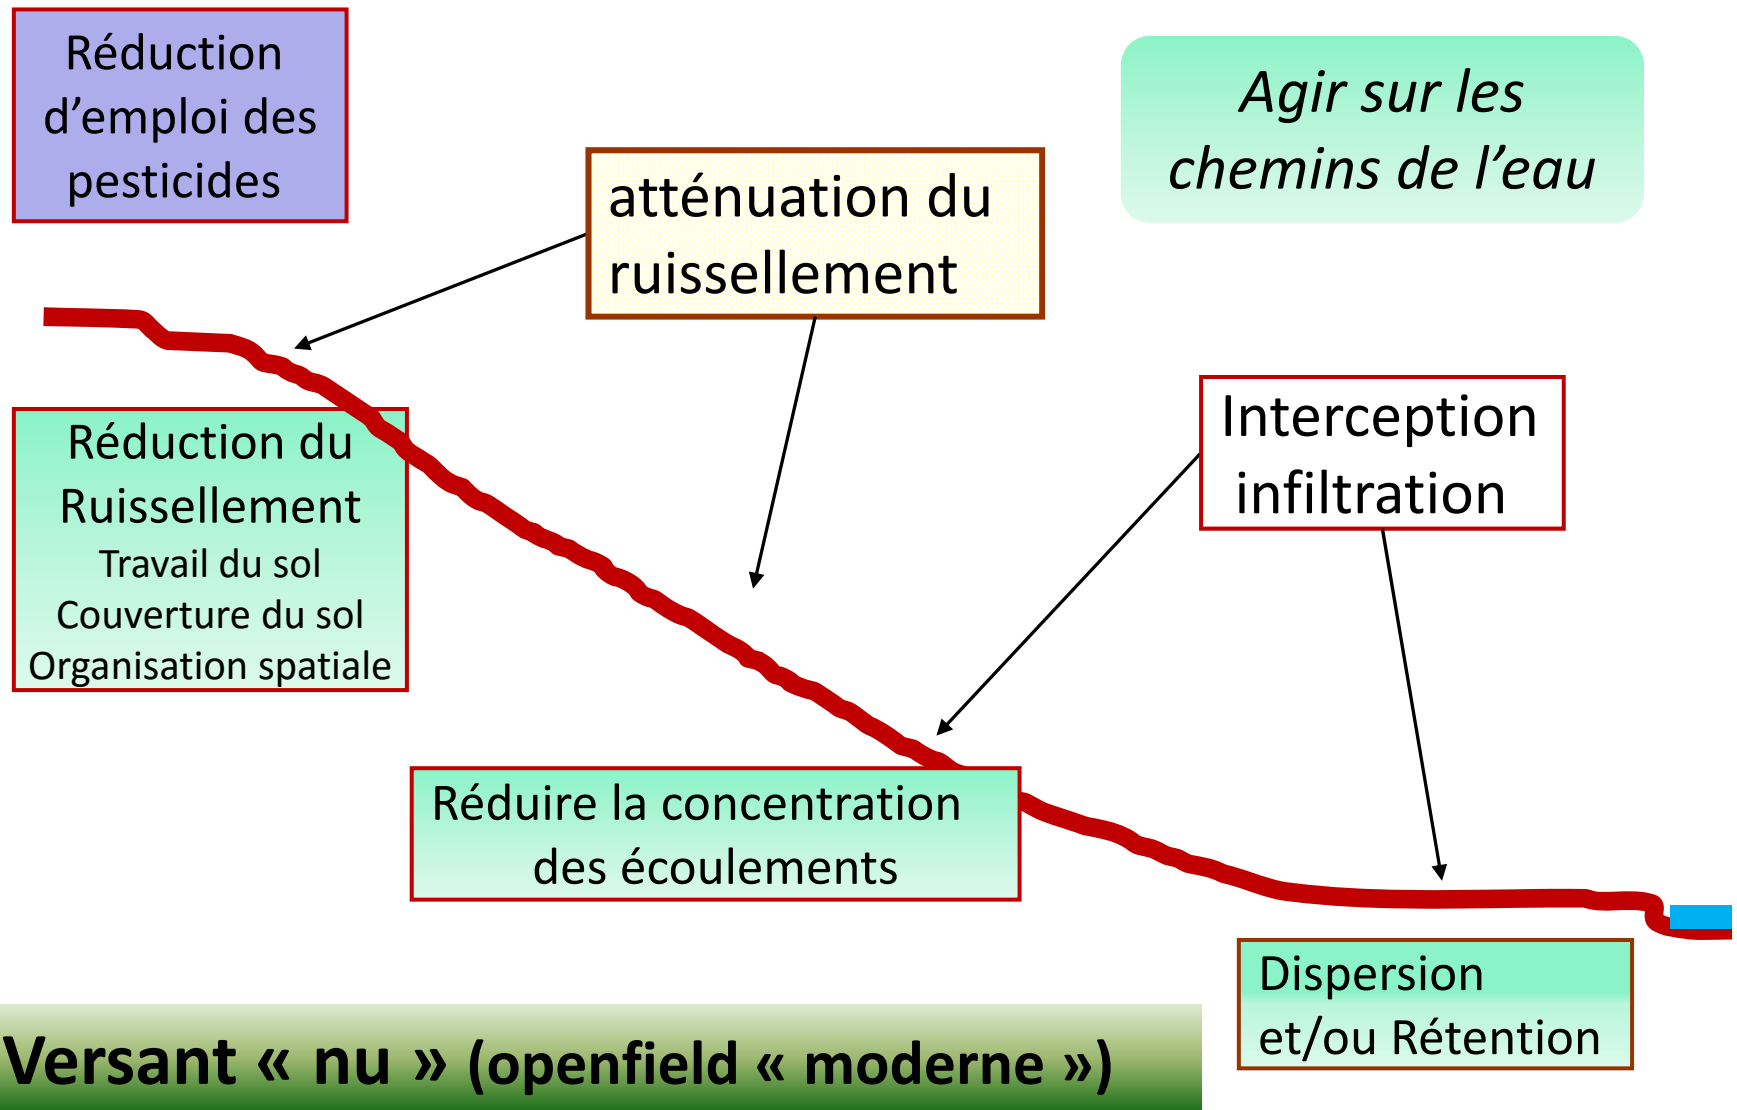 Réduction
d’emploi des
pesticides
Agir sur les
chemins de l’eau
atténuation du
ruissellement
Interception
infiltration
Réduction du
Ruissellement
Travail du sol
Couverture du sol
Organisation spatiale
Réduire la concentration
des écoulements
Dispersion
et/ou Rétention
Versant « nu » (openfield « moderne »)